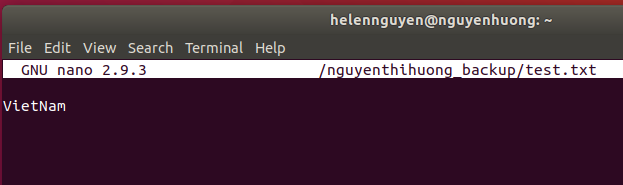 helennguyen@nguyenhuong: ~
File Edit View Search Terminal Help
GNU nano 2.9.3 /nguyenthihuong_backup/test.txt
VietNam